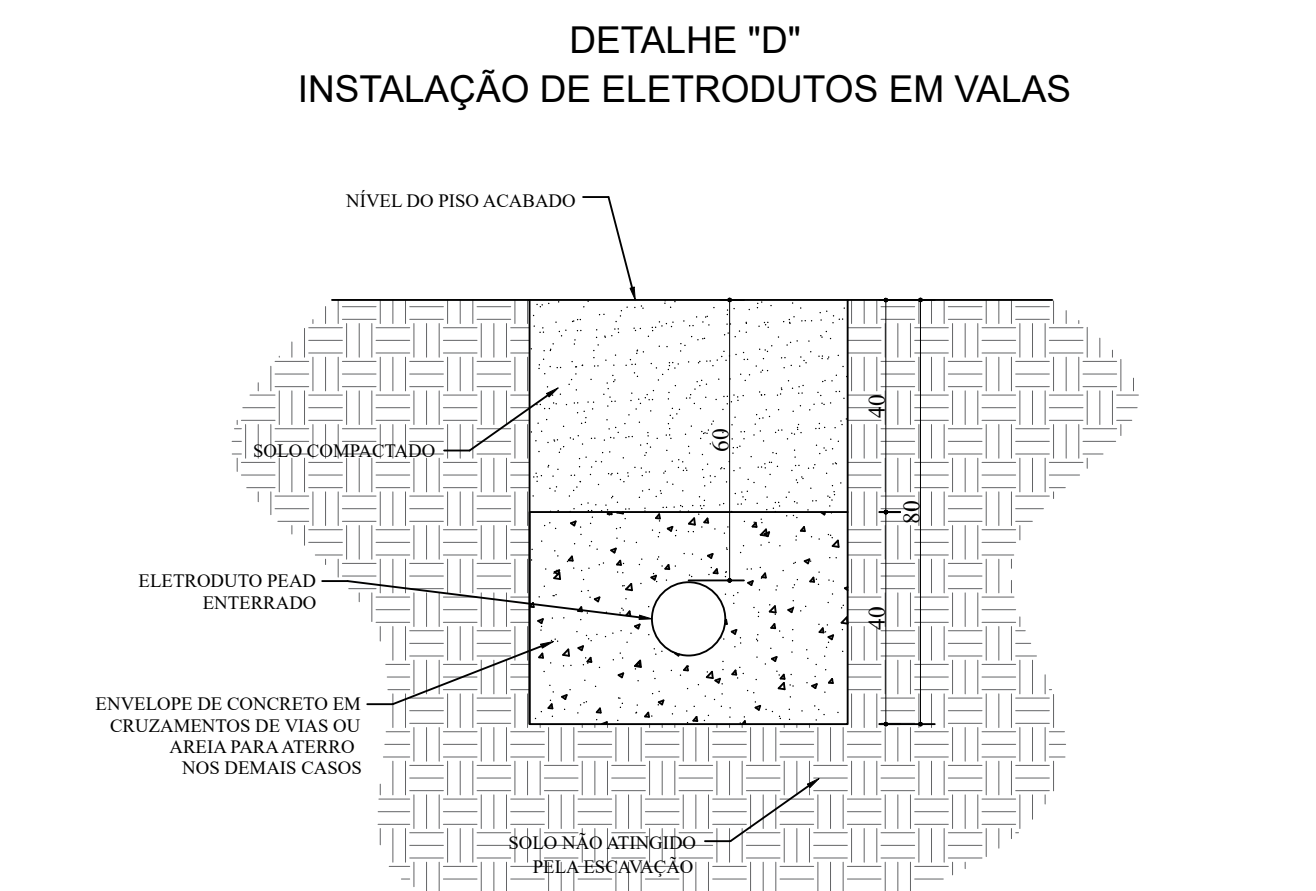 DETALHE "D"
INSTALAÇÃO DE ELETRODUTOS EM VALAS
NÍVEL DO PISO ACABADO
SOLO COMPACTADO
60
40
80
ELETRODUTO PEAD
ENTERRADO
40
ENVELOPE DE CONCRETO EM
CRUZAMENTOS DE VIAS OU
AREIA PARA ATERRO
NOS DEMAIS CASOS
SOLO NÃO ATINGIDO
PELA ESCAVAÇÃO